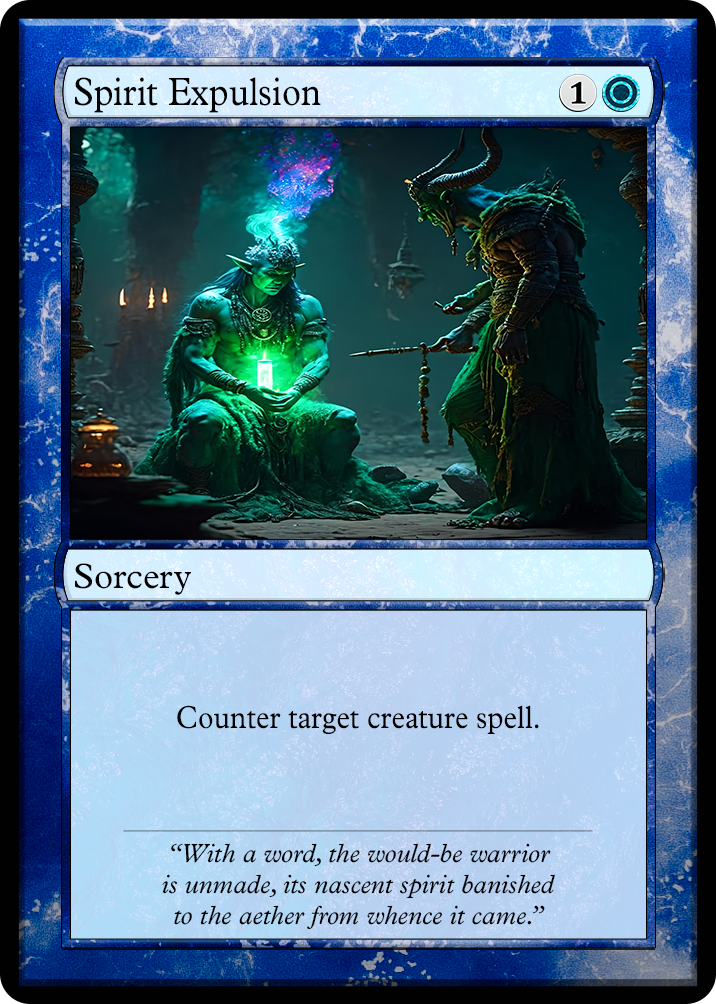 Spirit Expulsion 1
Sorcery
Counter target creature spell.
“With a word, the would-be warrior
is unmade, its nascent spirit banished
to the aether from whence it came.”